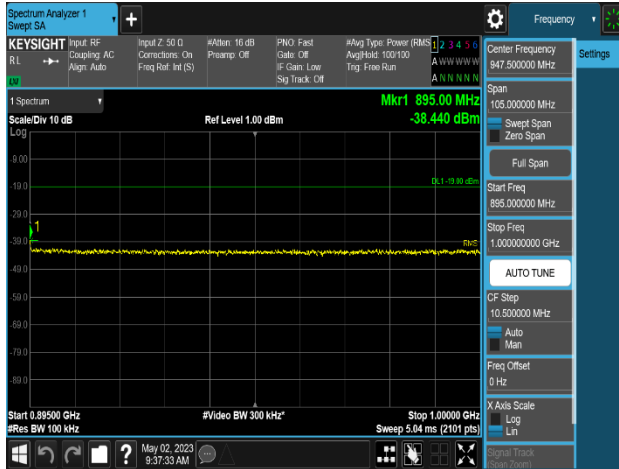 Spectrum Analyzer 1
Swept SA
+
Frequency
Settings
KEYSIGHT
RL
Input: RF
Coupling: AC
Align: Auto
Input Z: 50 Ω
Corrections: On
Freq Ref: Int (S)
#Atten: 16 dB
Preamp: Off
PNO: Fast
Gate: Off
IF Gain: Low
Sig Track: Off
#Avg Type: Power (RMS
Avg|Hold: 100/100
Trig: Free Run
1 2 3 4 5 6
A W W W W W
A N N N N N
1 Spectrum
Scale/Div 10 dB
Log
Ref Level 1.00 dBm
Mkr1 895.00 MHz
-38.440 dBm
-9.00
-19.0
DL1 -19.00 dBm
-29.0
1
-39.0
RMS
-49.0
-59.0
-69.0
-79.0
-89.0
Start 0.89500 GHz
#Res BW 100 kHz
#Video BW 300 kHz*
Stop 1.00000 GHz
Sweep 5.04 ms (2101 pts)
Center Frequency
947.500000 MHz
Span
105.000000 MHz
Swept Span
Zero Span
Full Span
Start Freq
895.000000 MHz
Stop Freq
1.000000000 GHz
AUTO TUNE
CF Step
10.500000 MHz
Auto
Man
Freq Offset
0 Hz
X Axis Scale
Log
Lin
Signal Track
(Span Zoom)
?
May 02, 2023
9:37:33 AM